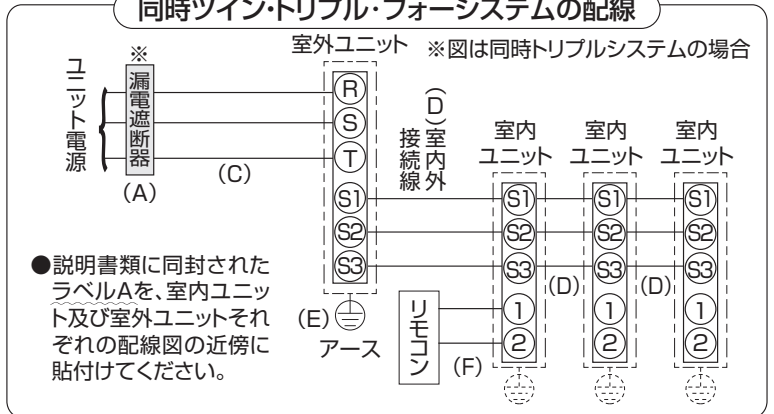 同時ツイン・トリプル・フォーシステムの配線
※図は同時トリプルシステムの場合
ユニット電源
※
漏電遮断器
(A)
(C)
室外ユニット
R
S
T
S1
S2
S3
(E)
アース
(D)室内外
接続線
室内
ユニット
室内
ユニット
室内
ユニット
S1
S2
S3
1
2
S1
S2
S3
1
2
S1
S2
S3
1
2
(D)
(D)
リモコン
(F)
●説明書類に同封された
ラベルAを、室内ユニッ
ト及び室外ユニットそれ
ぞれの配線図の近傍に
貼付けてください。